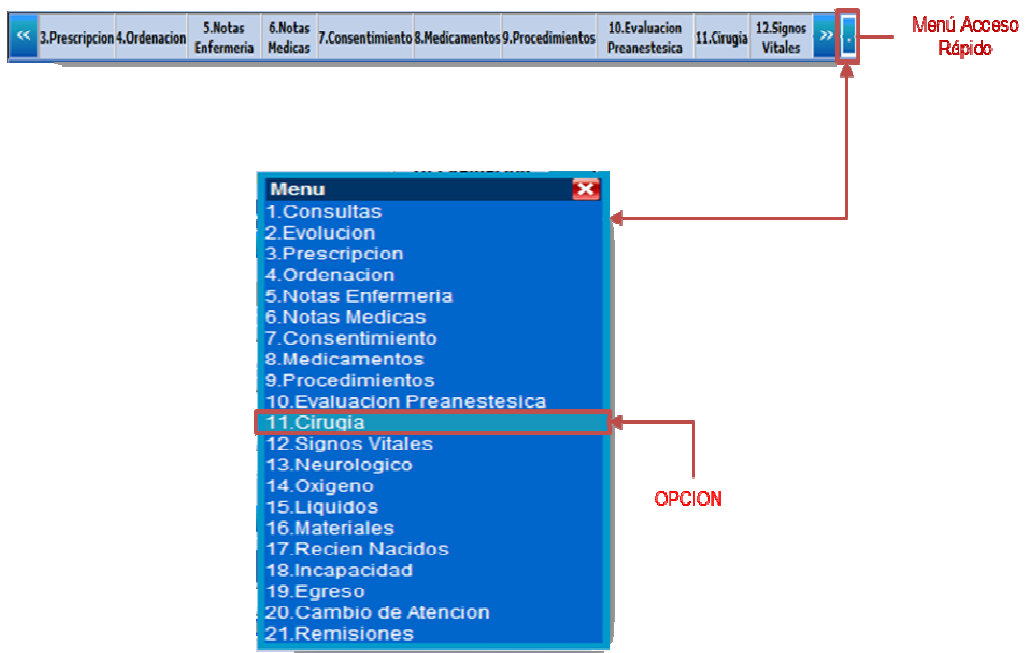 «
3.Prescripcion
4.Ordenacion
5.Notas
Enfermeria
6.Notas
Medicas
7.Consentimiento
8.Medicamentos
9.Procedimientos
10.Evaluacion
Preanestesica
11.Cirugia
12.Signos
Vitales
»
.
Menú Acceso
Rápido
Menu
1.Consultas
2.Evolucion
3.Prescripcion
4.Ordenacion
5.Notas Enfermeria
6.Notas Medicas
7.Consentimiento
8.Medicamentos
9.Procedimientos
10.Evaluacion Preanestesica
11.Cirugia
12.Signos Vitales
13.Neurologico
14.Oxigeno
15.Liquidos
16.Materiales
17.Recien Nacidos
18.Incapacidad
19.Egreso
20.Cambio de Atencion
21.Remisiones
OPCION